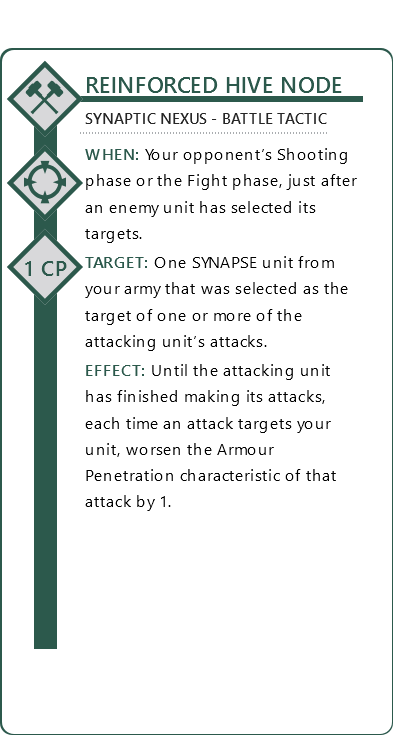 REINFORCED HIVE NODE
SYNAPTIC NEXUS - BATTLE TACTIC
WHEN: Your opponent's Shooting
phase or the Fight phase, just after
an enemy unit has selected its
targets.
1 CP
TARGET: One SYNAPSE unit from
your army that was selected as the
target of one or more of the
attacking unit's attacks.
EFFECT: Until the attacking unit
has finished making its attacks,
each time an attack targets your
unit, worsen the Armour
Penetration characteristic of that
attack by 1.